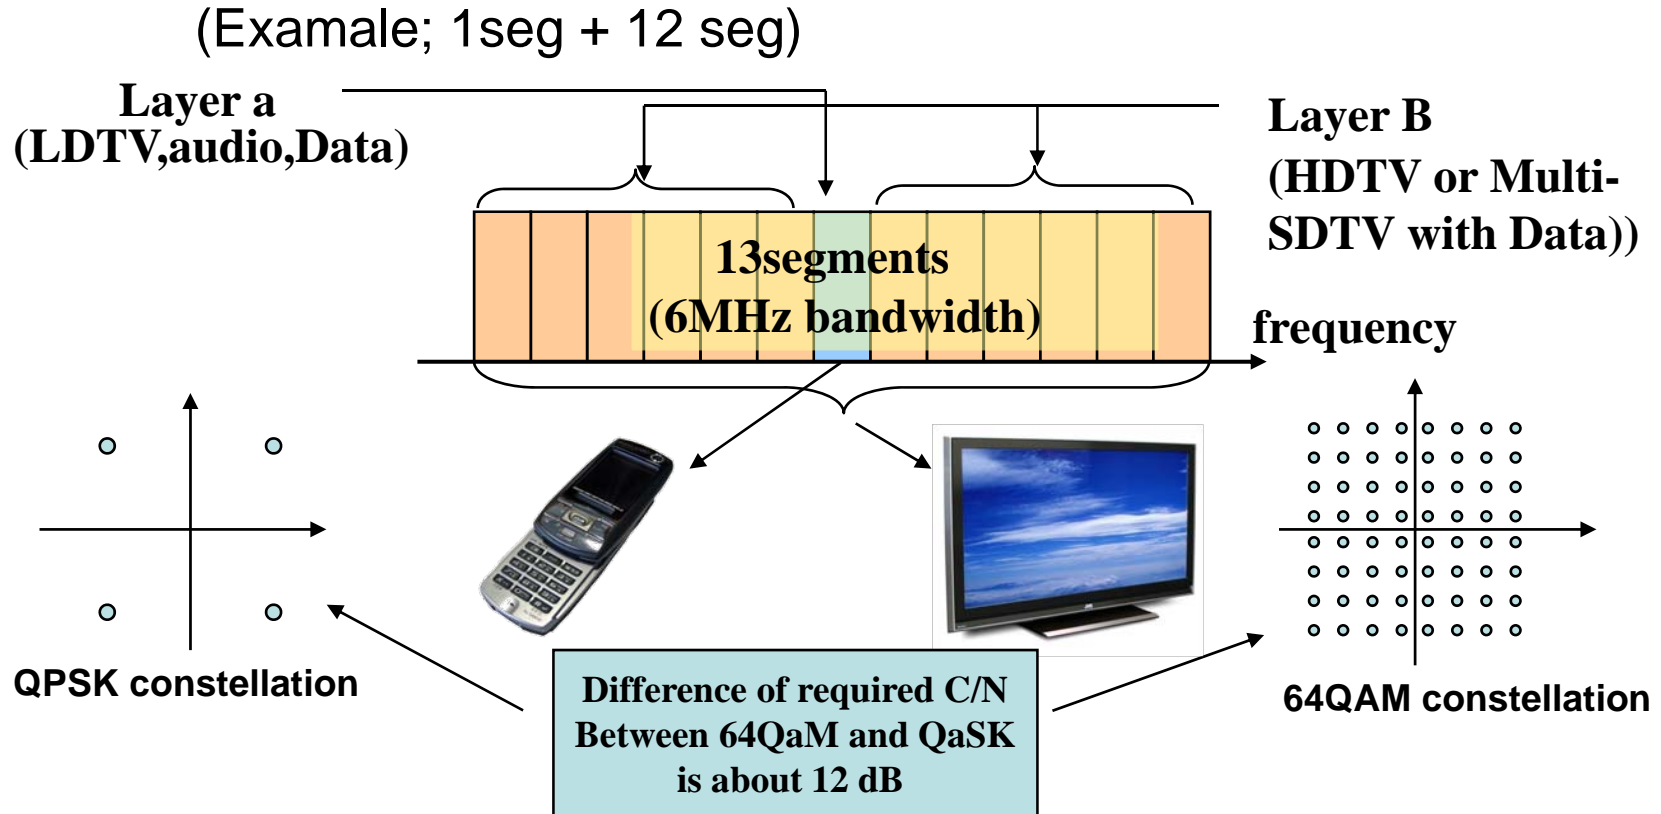 (Examale; 1seg + 12 seg)
Layer a
(LDTV,audio,Data)
Layer B
(HDTV or Multi-
SDTV with Data))
13segments
(6MHz bandwidth)
frequency
QPSK constellation
64QAM constellation
Difference of required C/N
Between 64QaM and QaSK
is about 12 dB